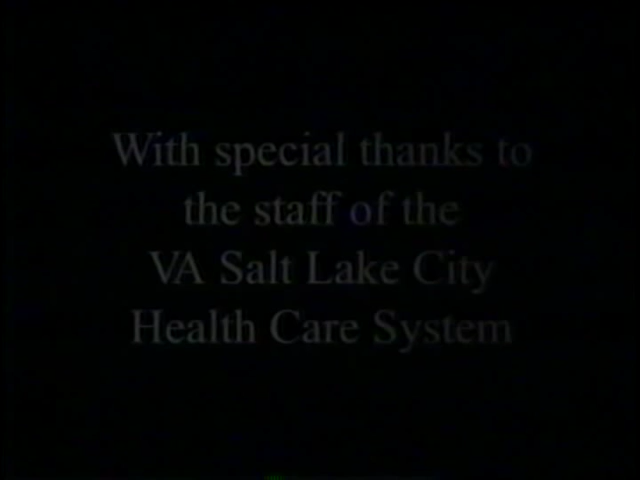 With special thanks to
the staff of the
VA Salt Lake City
Health Care System